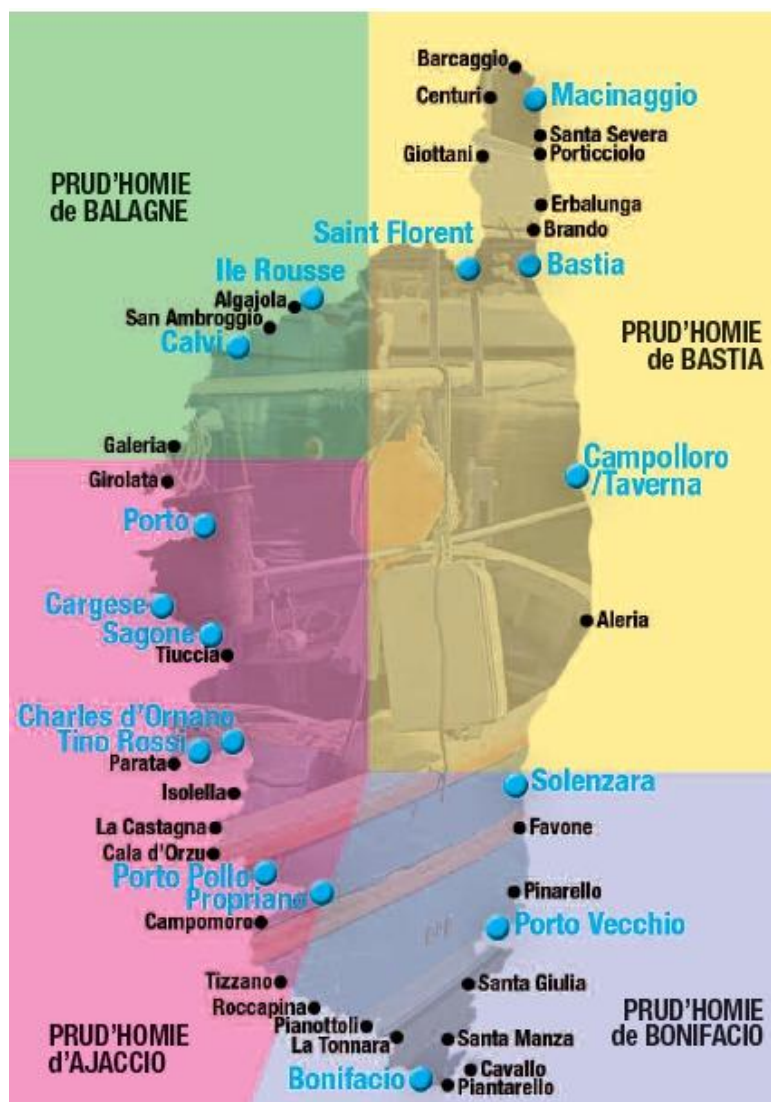 Barcaggio
Centuri
Macinaggio
Santa Severa
Giottani
Porticciolo
PRUD'HOMIE
de BALAGNE
Erbalunga
Saint Florent
Brando
Bastia
Ile Rousse
Algajola
San Ambroggio
Calvi
PRUD'HOMIE
de BASTIA
Galeria
Girolata
Campolloro
/Taverna
Porto
Cargese
Sagone
Tiuccia
Aleria
Charles d'Ornano
Tino Rossi
Parata
Isolella
Solenzara
La Castagna
Favone
Cala d'Orzu
Porto Pollo
Propriano
Pinarello
Campomoro
Porto Vecchio
Tizzano
Santa Giulia
Roccapina
Pianottoli
La Tonnara
Santa Manza
PRUD'HOMIE
d'AJACCIO
PRUD'HOMIE
de BONIFACIO
Cavallo
Bonifacio
Piantarello